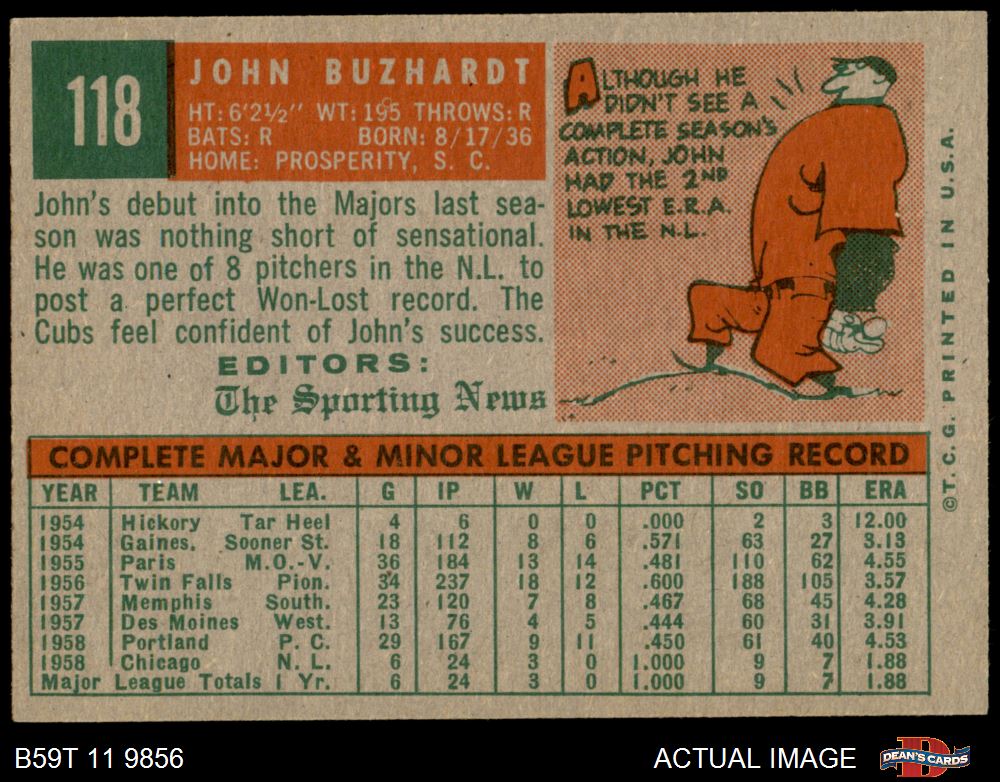 118
JOHN BUZHARDT
HT: 6'2½" WT: 195 THROWS: R
BATS: R BORN: 8/17/36
HOME: PROSPERITY, S. C.
John's debut into the Majors last sea-
son was nothing short of sensational.
He was one of 8 pitchers in the N.L. to
post a perfect Won-Lost record. The
Cubs feel confident of John's success.
EDITORS:
The Sporting News
ALTHOUGH HE
DIDN'T SEE A
COMPLETE SEASON'S
ACTION, JOHN
HAD THE 2ND
LOWEST E.R.A.
IN THE N.L.
©T. C. G. PRINTED IN U.S.A.
COMPLETE MAJOR & MINOR LEAGUE PITCHING RECORD
YEAR TEAM LEA. G IP W L PCT SO BB ERA
1954 Hickory Tar Heel 4 6 0 0 .000 2 3 12.00
1954 Gaines. Sooner St. 18 112 8 6 .571 63 27 3.13
1955 Paris M.O.-V. 36 184 13 14 .481 110 62 4.55
1956 Twin Falls Pion. 34 237 18 12 .600 188 105 3.57
1957 Memphis South. 23 120 7 8 .467 68 45 4.28
1957 Des Moines West. 13 76 4 5 .444 60 31 3.91
1958 Portland P. C. 29 167 9 11 .450 61 40 4.53
1958 Chicago N. L. 6 24 3 0 1.000 9 7 1.88
Major League Totals 1 Yr. 6 24 3 0 1.000 9 7 1.88
B59T 11 9856
ACTUAL IMAGE
DEAN'S CARDS